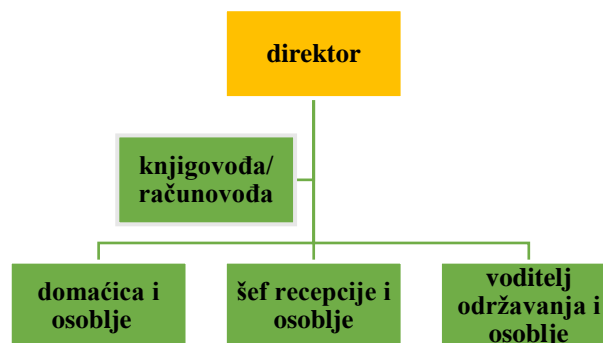 direktor
knjigovođa/
računovođa
domaćica i
osoblje
šef recepcije i
osoblje
voditelj
održavanja i
osoblje